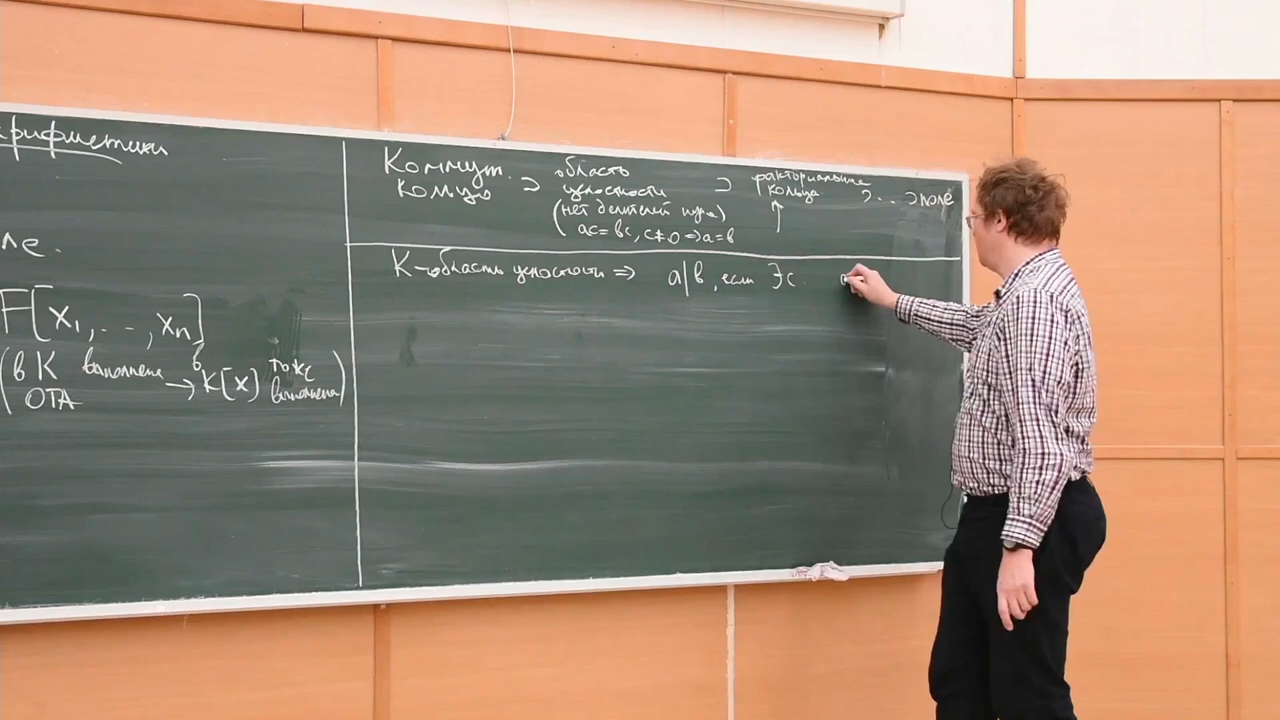 арифметики
ле.
F[x₁, ..., xₙ]
(в K выполнена → в K[x] тоже
ОТА выполнена)
Коммут. ⊃ область ⊃ факториальные ⊃ ... ⊃ поле
кольцо целостности кольца
(нет делителей нуля) ↑
ac = bc, c ≠ 0 ⇒ a = b
K – область целостности ⇒ a|b, если ∃c. a